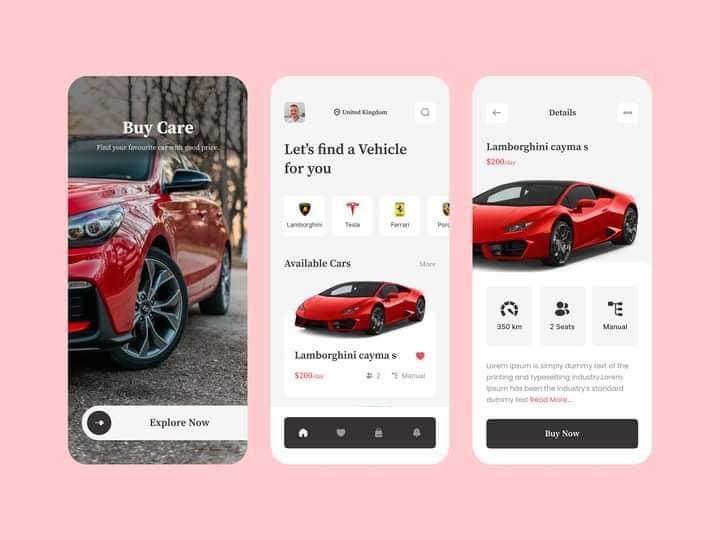 Buy Care
Find your favourite car with good price.
Explore Now
United Kingdom
Let's find a Vehicle
for you
Lamborghini
Tesla
Ferrari
Porc
Available Cars
More
Lamborghini cayma s
$200/day
2
Manual
Details
Lamborghini cayma s
$200/day
350 km
2 Seats
Manual
Lorem Ipsum is simply dummy text of the
printing and typesetting industry.Lorem
Ipsum has been the industry's standard
dummy text Read More...
Buy Now